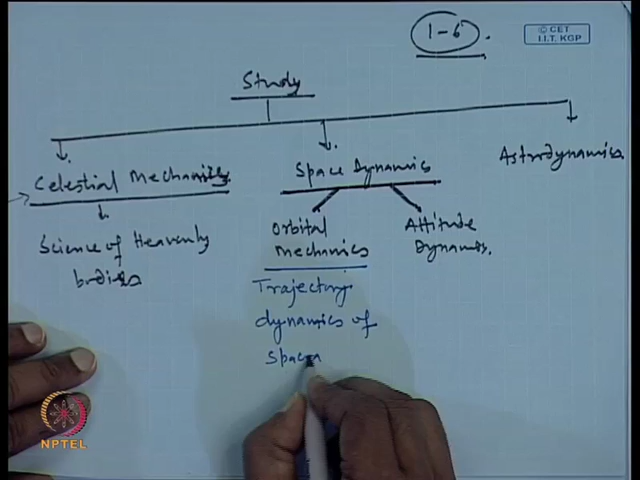 1-6.
© CET
I.I.T. KGP
Study
Celestial Mechanics
Space Dynamics
Astrodynamics.
Science of Heavenly
bodies
Orbital
Mechanics
Attitude
Dynamics.
Trajectory
dynamics of
Space
NPTEL